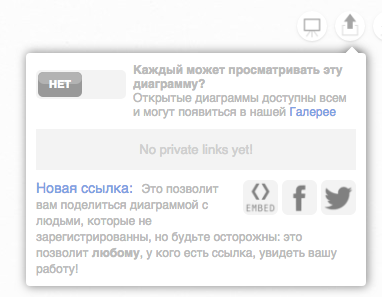 НЕТ
Каждый может просматривать эту
диаграмму?
Открытые диаграммы доступны всем
и могут появиться в нашей Галерее
No private links yet!
Новая ссылка: Это позволит
вам поделиться диаграммой с
людьми, которые не
зарегистрированны, но будьте осторожны: это
позволит любому, у кого есть ссылка, увидеть вашу
работу!
EMBED